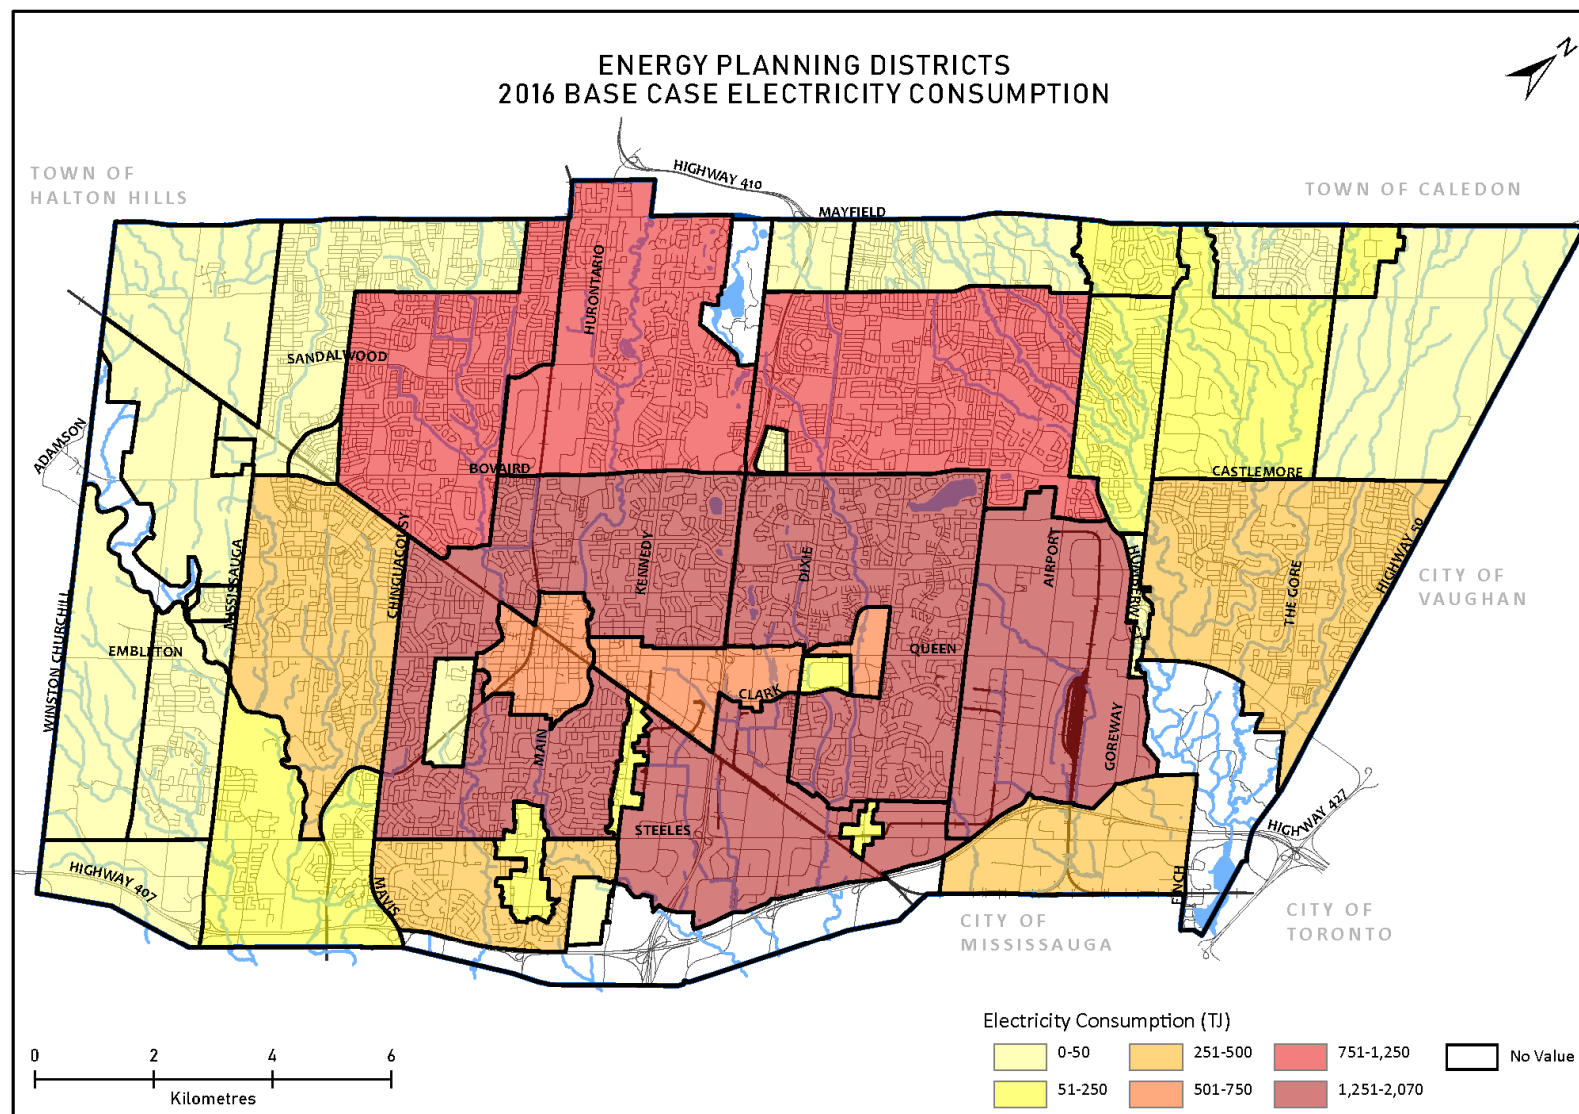 ENERGY PLANNING DISTRICTS
2016 BASE CASE ELECTRICITY CONSUMPTION
N
TOWN OF
HALTON HILLS
HIGHWAY 410
TOWN OF CALEDON
MAYFIELD
HURONTARIO
SANDALWOOD
ADAMSON
BOVAIRD
CASTLEMORE
CHINGUACOUSY
MISSISSAUGA
KENNEDY
DIXIE
AIRPORT
HUMBERWEST
THE GORE
HIGHWAY 50
CITY OF
VAUGHAN
WINSTON CHURCHILL
EMBLETON
QUEEN
CLARK
MAIN
GOREWAY
STEELES
HIGHWAY 427
HIGHWAY 407
MAVIS
FINCH
CITY OF
MISSISSAUGA
CITY OF
TORONTO
Electricity Consumption (TJ)
0-50
251-500
751-1,250
No Value
51-250
501-750
1,251-2,070
0 2 4 6
Kilometres